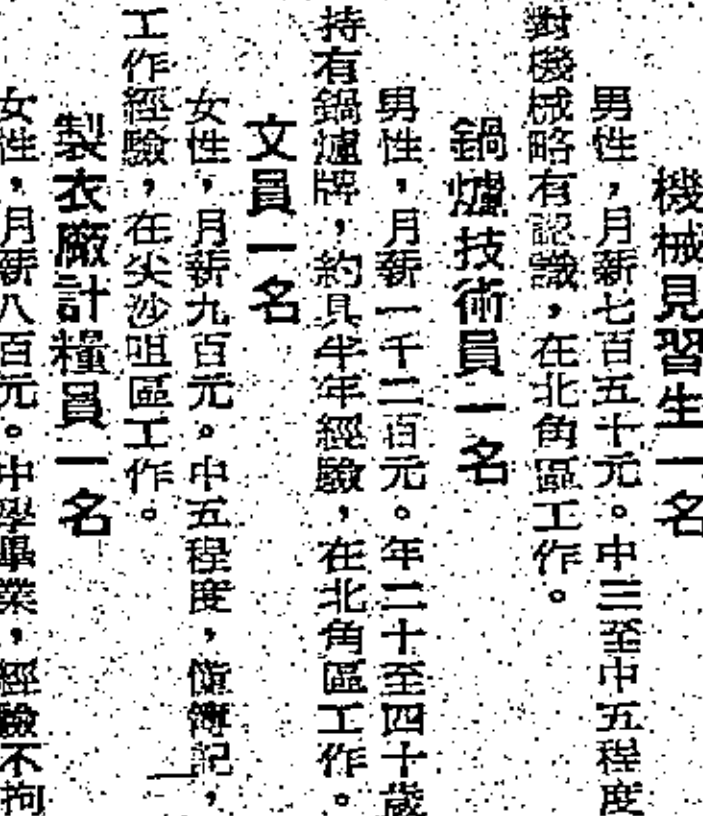 機械見習生一名
男性，月薪七百五十元。中三至中五程度
對機械略有認識，在北角區工作。
鍋爐技術員一名
男性，月薪一千二百元。年二十至四十歲
持有鍋爐牌，約具半年經驗，在北角區工作。
文員一名
女性，月薪九百元。中五程度，簿記，
工作經驗，在尖沙咀區工作。
製衣廠計糧員一名
女性，月薪八百元。中學畢業，經驗不拘